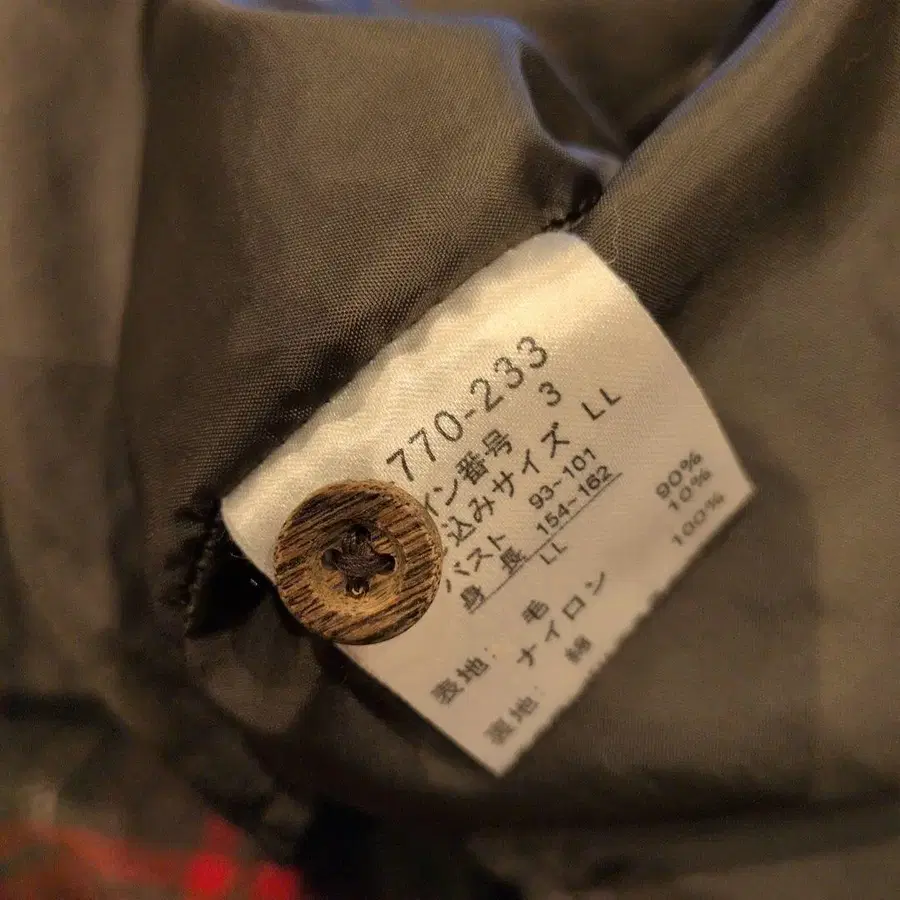 770-233
イン番号 3
込みサイズ LL
バスト 93~101
身長 154~162
LL
表地: 毛 90%
ナイロン 10%
裏地: 綿 100%